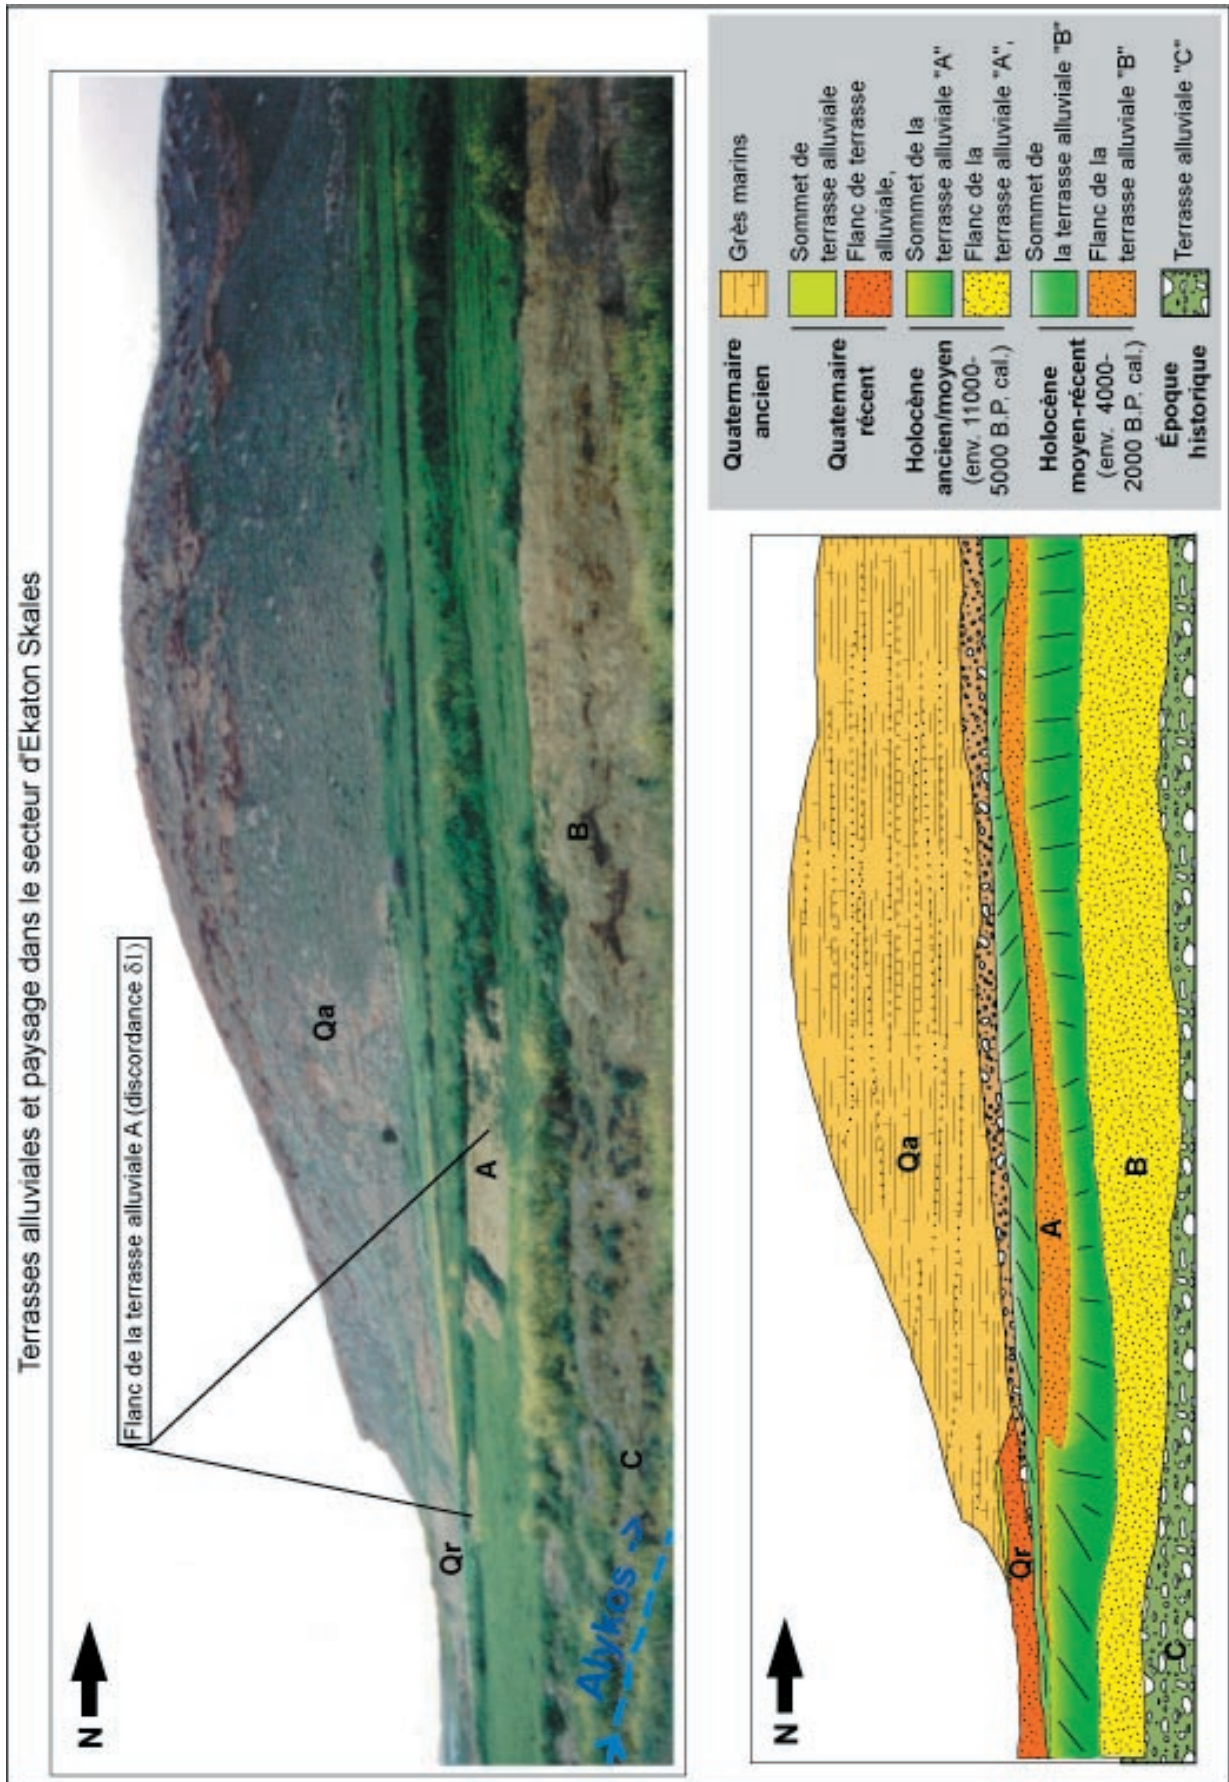 Terrasses alluviales et paysage dans le secteur d'Ekaton Skales
N
Flanc de la terrasse alluviale A (discordance δ1)
Qa
Qr
A
B
C
Alykos
N
Qa
Qr
A
B
C
Quaternaire
ancien
Grès marins
Quaternaire
récent
Sommet de
terrasse alluviale
Flanc de terrasse
alluviale,
Holocène
ancien/moyen
(env. 11000-
5000 B.P. cal.)
Sommet de la
terrasse alluviale "A"
Flanc de la
terrasse alluviale "A",
Holocène
moyen-récent
(env. 4000-
2000 B.P. cal.)
Sommet de
la terrasse alluviale "B"
Flanc de la
terrasse alluviale "B"
Époque
historique
Terrasse alluviale "C"